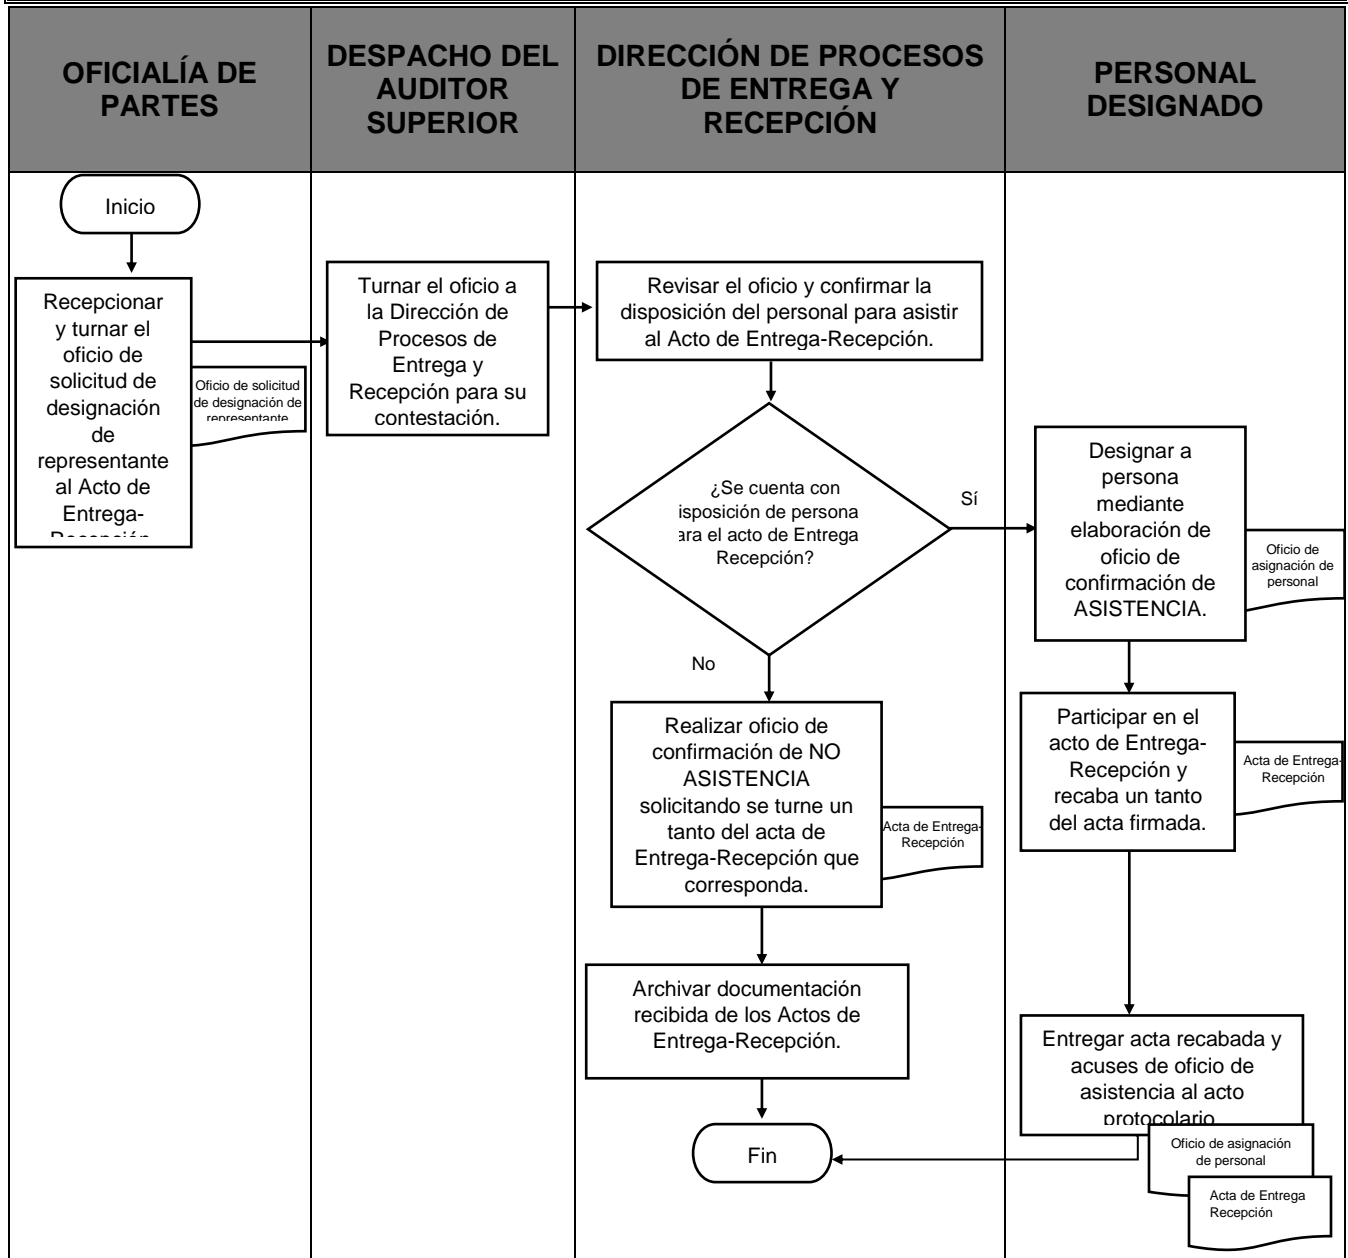 OFICIALÍA DE
PARTES
DESPACHO DEL
AUDITOR
SUPERIOR
DIRECCIÓN DE PROCESOS
DE ENTREGA Y
RECEPCIÓN
PERSONAL
DESIGNADO
Inicio
Recepcionar
y turnar el
oficio de
solicitud de
designación
de
representante
al Acto de
Entrega-
Recepción
Oficio de solicitud
de designación de
representante
Turnar el oficio a
la Dirección de
Procesos de
Entrega y
Recepción para su
contestación.
Revisar el oficio y confirmar la
disposición del personal para asistir
al Acto de Entrega-Recepción.
¿Se cuenta con
isposición de persona
ara el acto de Entrega
Recepción?
Sí
No
Designar a
persona
mediante
elaboración de
oficio de
confirmación de
ASISTENCIA.
Oficio de
asignación de
personal
Participar en el
acto de Entrega-
Recepción y
recaba un tanto
del acta firmada.
Acta de Entrega-
Recepción
Realizar oficio de
confirmación de NO
ASISTENCIA
solicitando se turne un
tanto del acta de
Entrega-Recepción que
corresponda.
Acta de Entrega-
Recepción
Archivar documentación
recibida de los Actos de
Entrega-Recepción.
Entregar acta recabada y
acuses de oficio de
asistencia al acto
protocolario
Oficio de asignación
de personal
Acta de Entrega
Recepción
Fin